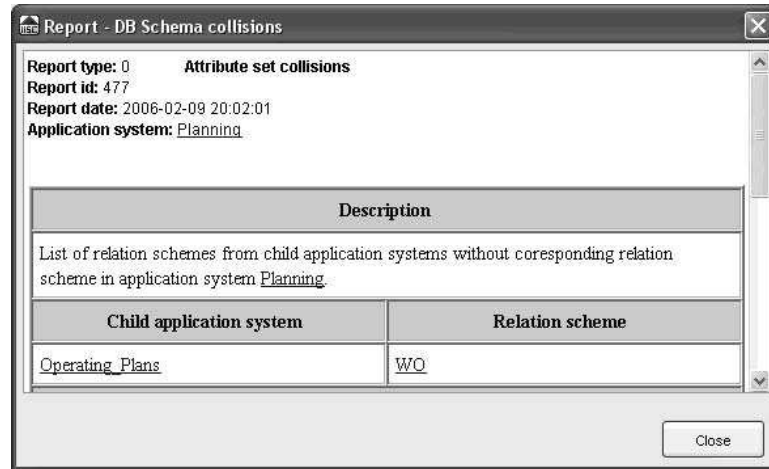 Report - DB Schema collisions
Report type: 0 Attribute set collisions
Report id: 477
Report date: 2006-02-09 20:02:01
Application system: Planning
Description
List of relation schemes from child application systems without coresponding relation
scheme in application system Planning.
Child application system Relation scheme
Operating_Plans WO
Close